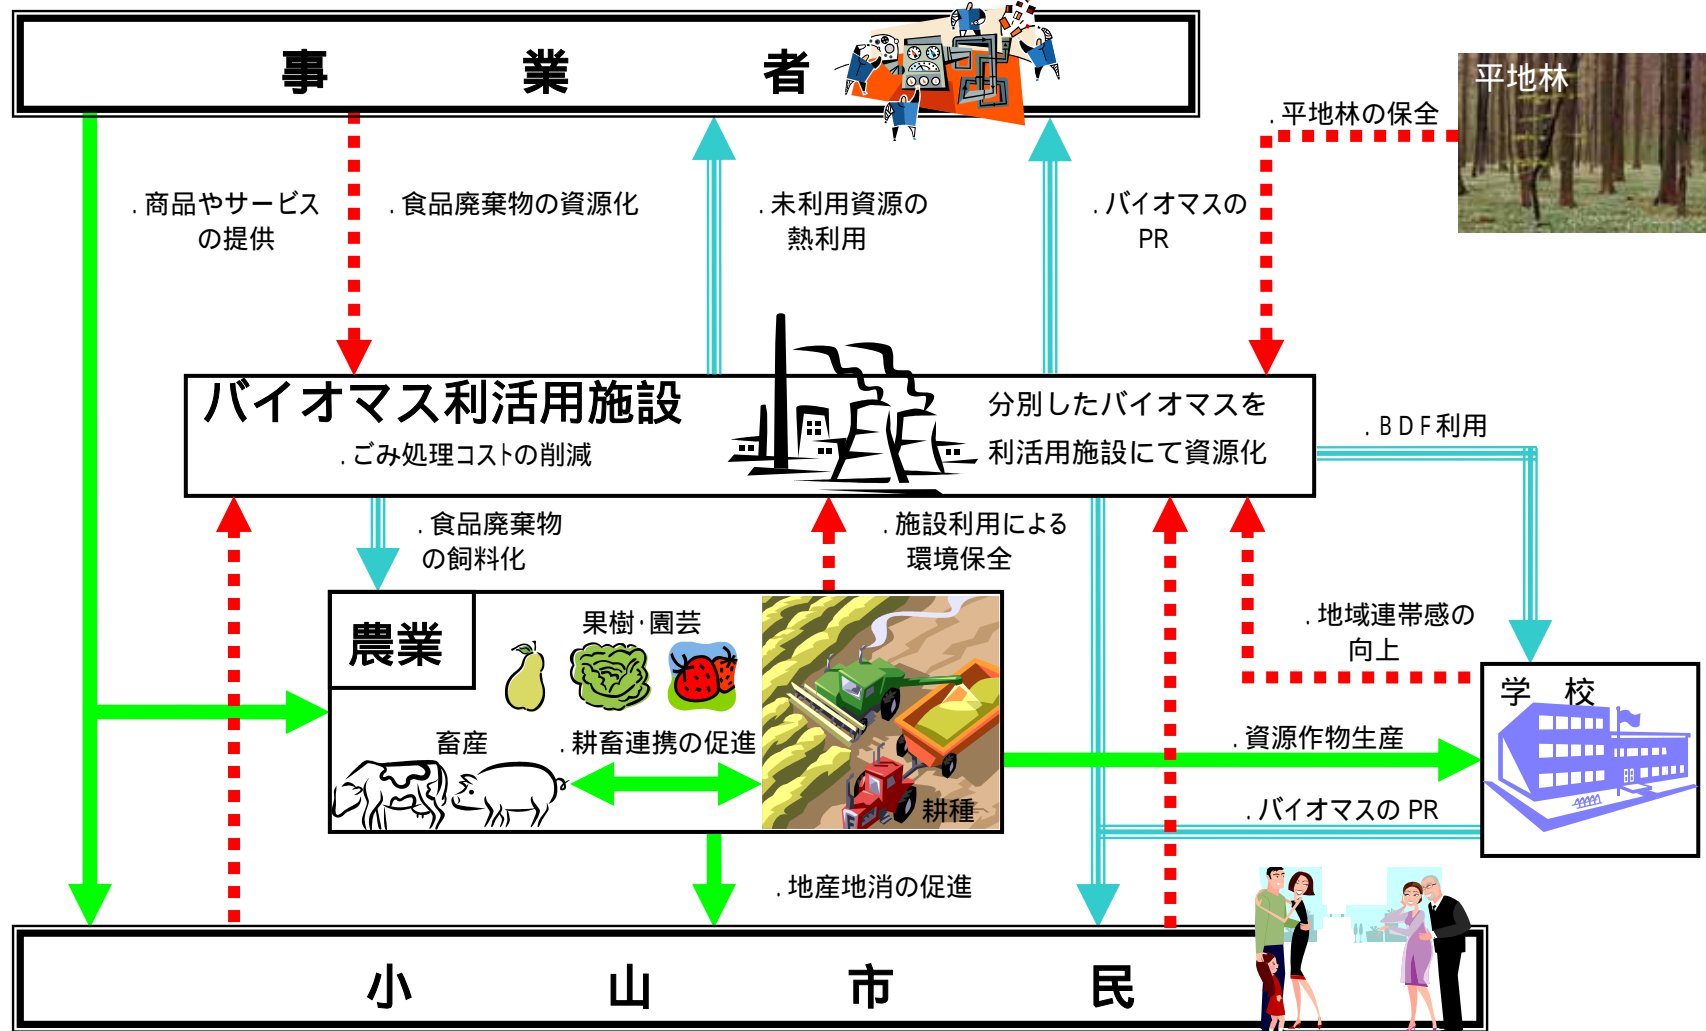 事業者
平地林
.平地林の保全
.商品やサービス
の提供
.食品廃棄物の資源化
.未利用資源の
熱利用
.バイオマスの
PR
バイオマス利活用施設
.ごみ処理コストの削減
分別したバイオマスを
利活用施設にて資源化
.BDF利用
.食品廃棄物
の飼料化
.施設利用による
環境保全
農業
果樹・園芸
.地域連帯感の
向上
学 校
畜産
.耕畜連携の促進
.資源作物生産
耕種
.バイオマスのPR
.地産地消の促進
小山市民